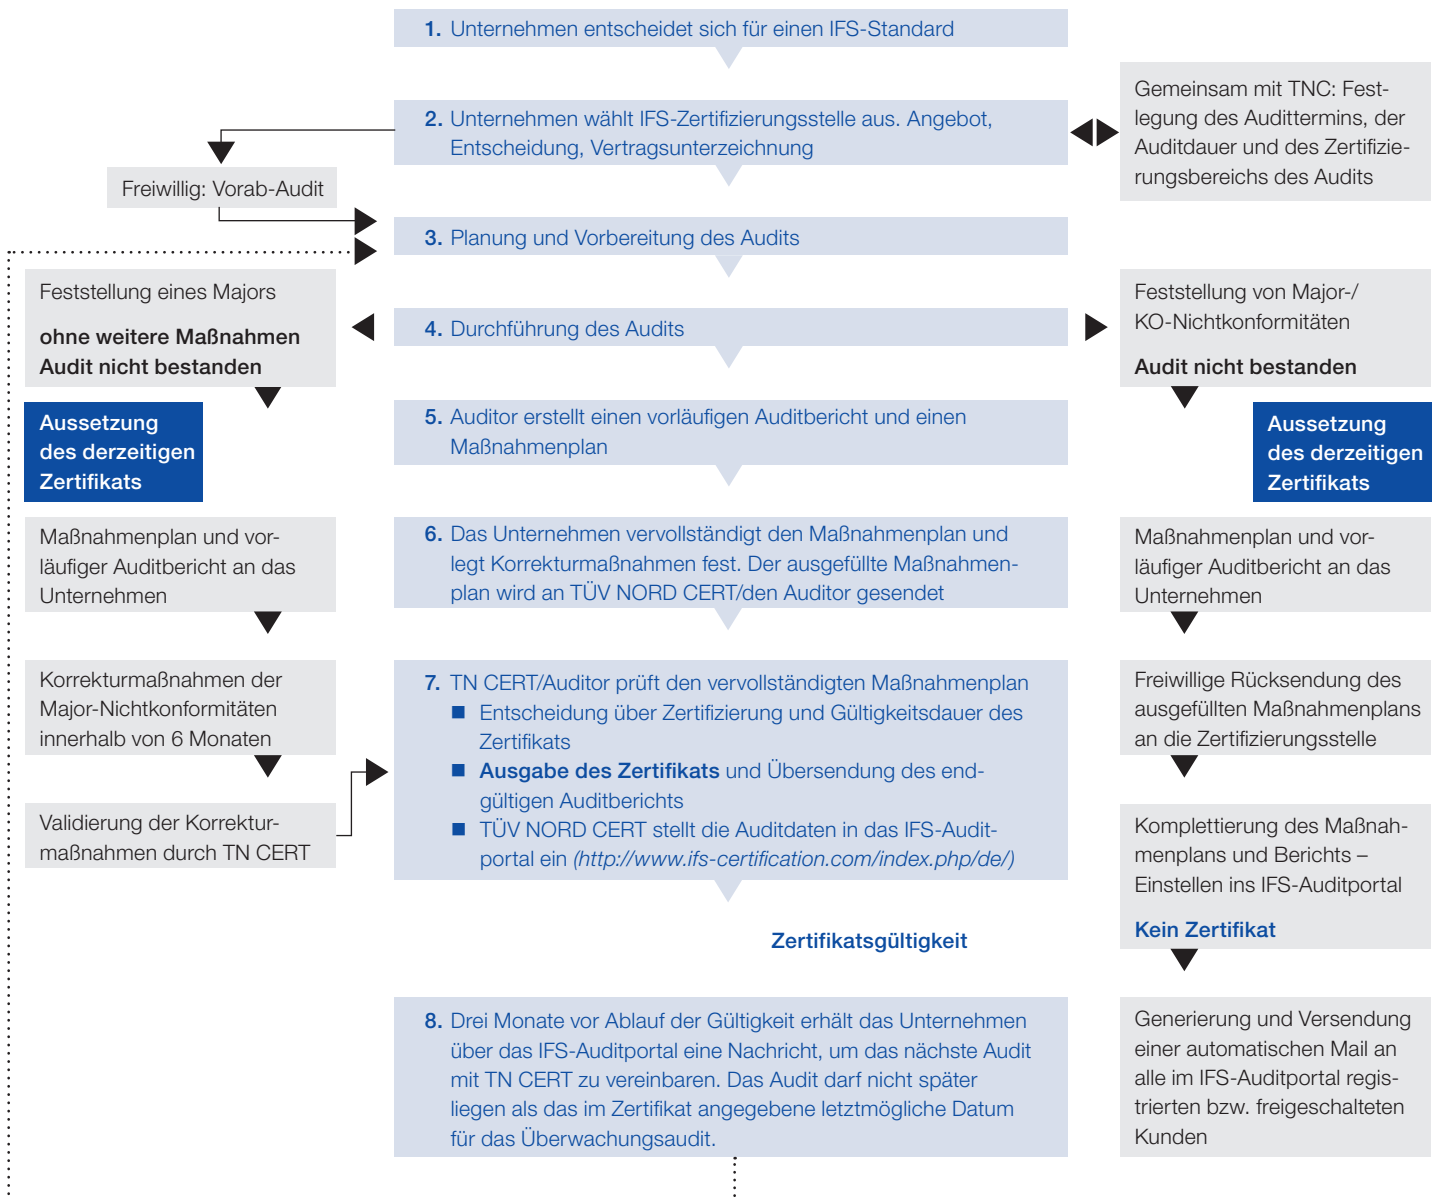 1. Unternehmen entscheidet sich für einen IFS-Standard
2. Unternehmen wählt IFS-Zertifizierungsstelle aus. Angebot,
Entscheidung, Vertragsunterzeichnung
Gemeinsam mit TNC: Fest-
legung des Audittermins, der
Auditdauer und des Zertifizie-
rungsbereichs des Audits
Freiwillig: Vorab-Audit
3. Planung und Vorbereitung des Audits
Feststellung eines Majors
ohne weitere Maßnahmen
Audit nicht bestanden
4. Durchführung des Audits
Feststellung von Major-/
KO-Nichtkonformitäten
Audit nicht bestanden
Aussetzung
des derzeitigen
Zertifikats
5. Auditor erstellt einen vorläufigen Auditbericht und einen
Maßnahmenplan
Aussetzung
des derzeitigen
Zertifikats
Maßnahmenplan und vor-
läufiger Auditbericht an das
Unternehmen
6. Das Unternehmen vervollständigt den Maßnahmenplan und
legt Korrekturmaßnahmen fest. Der ausgefüllte Maßnahmen-
plan wird an TÜV NORD CERT/den Auditor gesendet
Maßnahmenplan und vor-
läufiger Auditbericht an das
Unternehmen
Korrekturmaßnahmen der
Major-Nichtkonformitäten
innerhalb von 6 Monaten
Validierung der Korrektur-
maßnahmen durch TN CERT
7. TN CERT/Auditor prüft den vervollständigten Maßnahmenplan
■ Entscheidung über Zertifizierung und Gültigkeitsdauer des
Zertifikats
■ Ausgabe des Zertifikats und Übersendung des end-
gültigen Auditberichts
■ TÜV NORD CERT stellt die Auditdaten in das IFS-Audit-
portal ein (http://www.ifs-certification.com/index.php/de/)
Freiwillige Rücksendung des
ausgefüllten Maßnahmenplans
an die Zertifizierungsstelle
Komplettierung des Maßnah-
menplans und Berichts –
Einstellen ins IFS-Auditportal
Kein Zertifikat
Zertifikatsgültigkeit
8. Drei Monate vor Ablauf der Gültigkeit erhält das Unternehmen
über das IFS-Auditportal eine Nachricht, um das nächste Audit
mit TN CERT zu vereinbaren. Das Audit darf nicht später
liegen als das im Zertifikat angegebene letztmögliche Datum
für das Überwachungsaudit.
Generierung und Versendung
einer automatischen Mail an
alle im IFS-Auditportal regis-
trierten bzw. freigeschalteten
Kunden